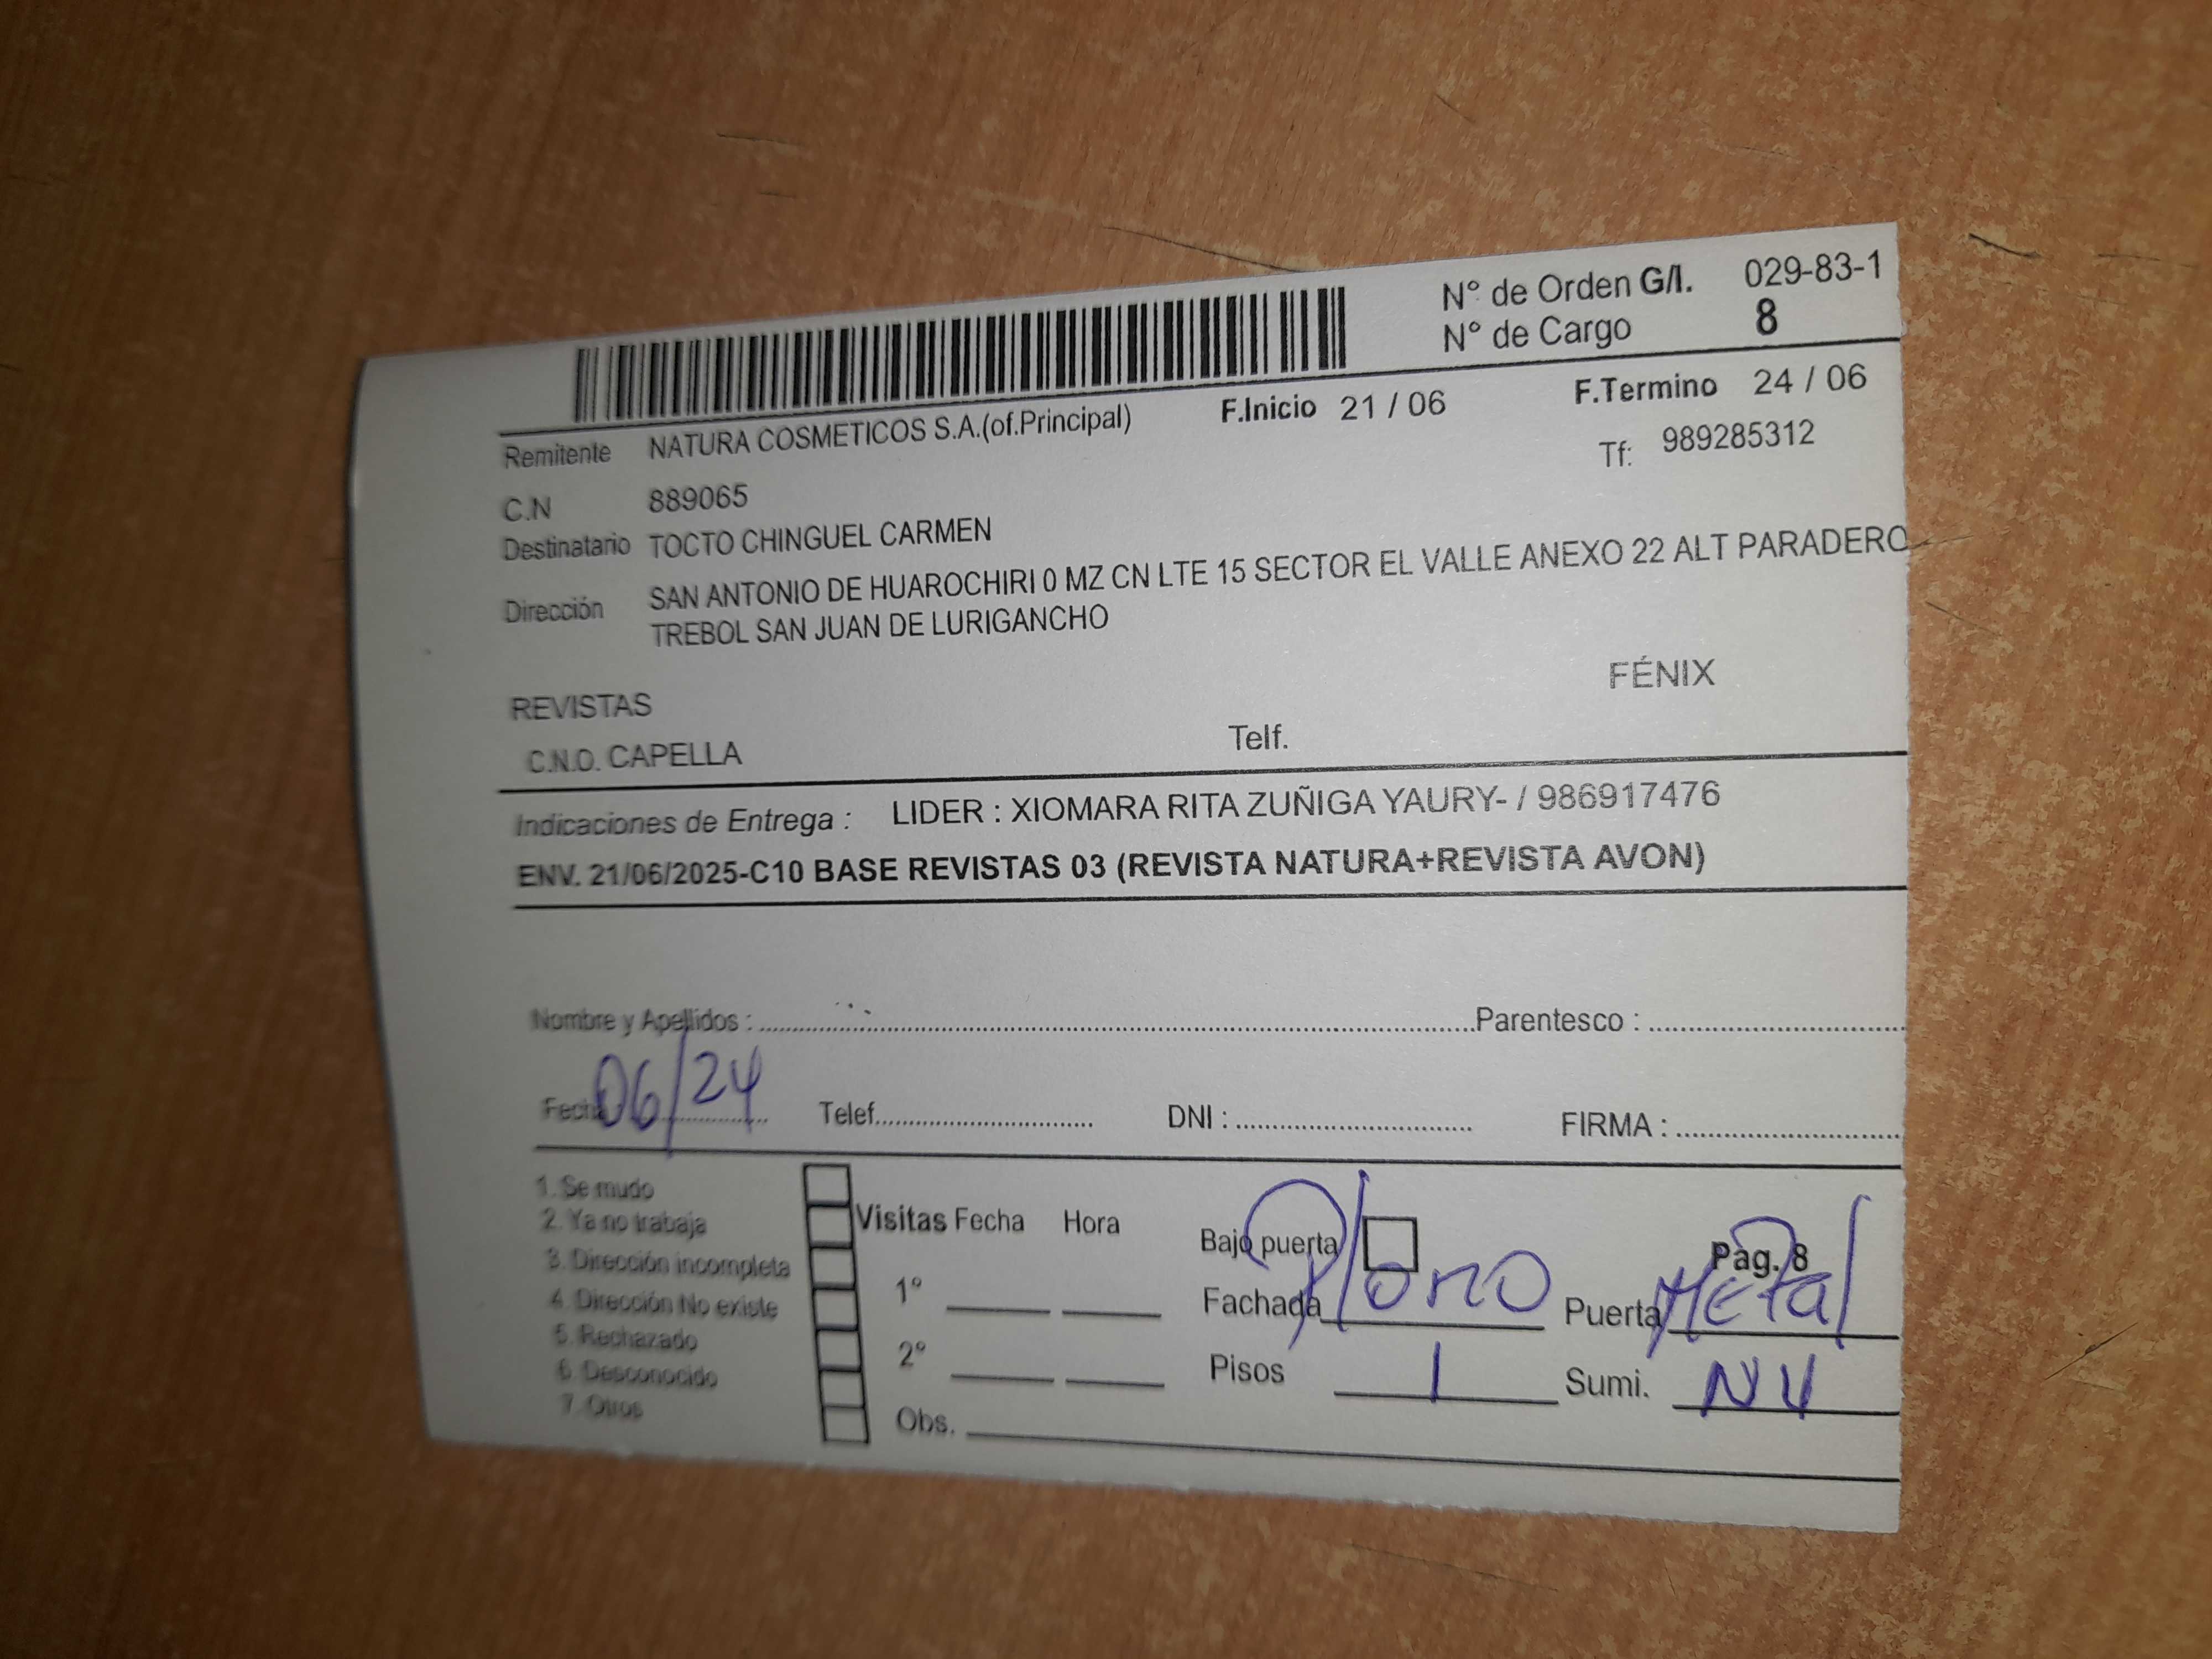 N° de Orden G/I. 029-83-1
N° de Cargo 8
Remitente NATURA COSMETICOS S.A.(of.Principal) F.Inicio 21 / 06 F.Termino 24 / 06
C.N 889065 Tf: 989285312
Destinatario TOCTO CHINGUEL CARMEN
Dirección SAN ANTONIO DE HUAROCHIRI 0 MZ CN LTE 15 SECTOR EL VALLE ANEXO 22 ALT PARADERO
TREBOL SAN JUAN DE LURIGANCHO
REVISTAS FÉNIX
C.N.O. CAPELLA Telf.
Indicaciones de Entrega : LIDER : XIOMARA RITA ZUÑIGA YAURY- / 986917476
ENV. 21/06/2025-C10 BASE REVISTAS 03 (REVISTA NATURA+REVISTA AVON)
Nombre y Apellidos : Parentesco :
Fecha 06/24 Telef. DNI : FIRMA :
1. Se mudo
2. Ya no trabaja
3. Dirección incompleta
4. Dirección No existe
5. Rechazado
6. Desconocido
7. Otros
Visitas Fecha Hora
1°
2°
Obs.
Bajo puerta Pág. 8
Fachada Plomo Puerta Metal
Pisos 1 Sumi. NV